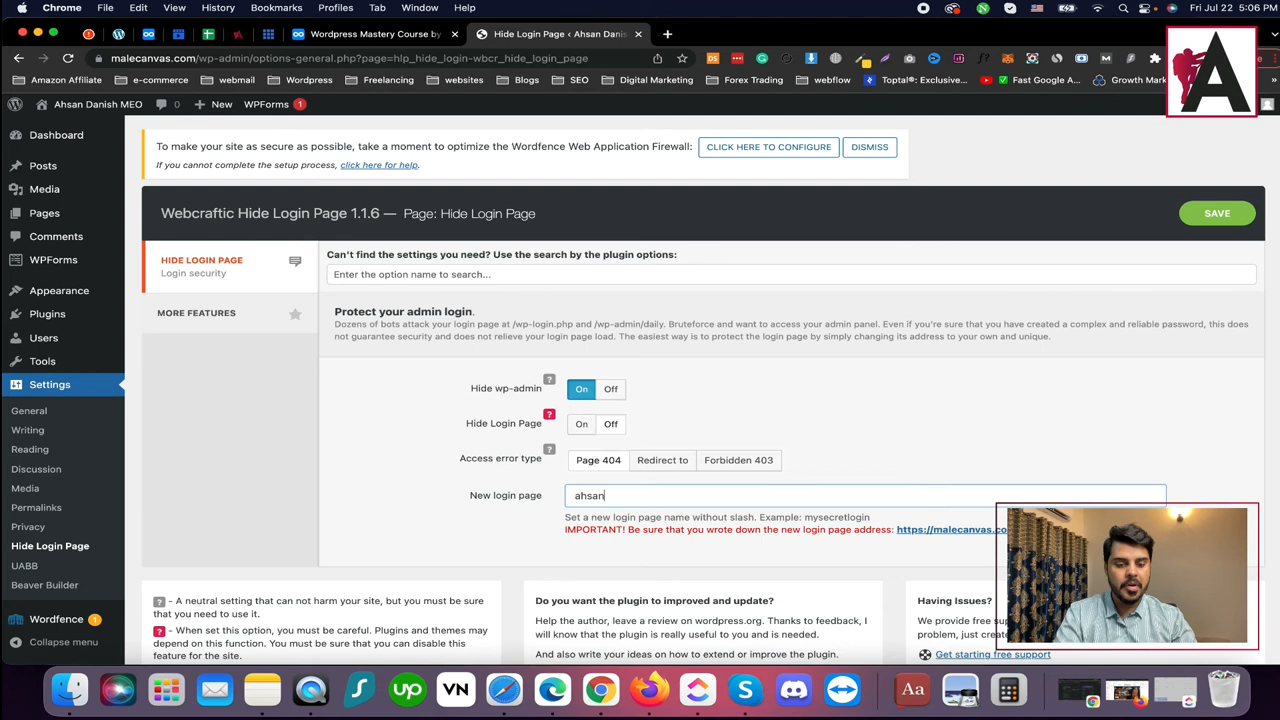 Chrome File Edit View History Bookmarks Profiles Tab Window Help Fri Jul 22 5:06 PM
Wordpress Mastery Course by Hide Login Page < Ahsan Danis
malecanvas.com/wp-admin/options-general.php?page=hlp_hide_login-wbcr_hide_login_page
Amazon Affiliate e-commerce webmail Wordpress Freelancing websites Blogs SEO Digital Marketing Forex Trading webflow Toptal®: Exclusive... Fast Google A... Growth Mark
Ahsan Danish MEO 0 New WPForms 1
A
Dashboard
Posts
Media
Pages
Comments
WPForms
Appearance
Plugins
Users
Tools
Settings
General
Writing
Reading
Discussion
Media
Permalinks
Privacy
Hide Login Page
UABB
Beaver Builder
Wordfence 1
Collapse menu
To make your site as secure as possible, take a moment to optimize the Wordfence Web Application Firewall: CLICK HERE TO CONFIGURE DISMISS
If you cannot complete the setup process, click here for help.
Webcraftic Hide Login Page 1.1.6 — Page: Hide Login Page SAVE
HIDE LOGIN PAGE
Login security
MORE FEATURES
Can't find the settings you need? Use the search by the plugin options:
Enter the option name to search...
Protect your admin login.
Dozens of bots attack your login page at /wp-login.php and /wp-admin/daily. Bruteforce and want to access your admin panel. Even if you're sure that you have created a complex and reliable password, this does
not guarantee security and does not relieve your login page load. The easiest way is to protect the login page by simply changing its address to your own and unique.
Hide wp-admin ? On Off
Hide Login Page ? On Off
Access error type ? Page 404 Redirect to Forbidden 403
New login page ahsan
Set a new login page name without slash. Example: mysecretlogin
IMPORTANT! Be sure that you wrote down the new login page address: https://malecanvas.co
? - A neutral setting that can not harm your site, but you must be sure
that you need to use it.
? - When set this option, you must be careful. Plugins and themes may
depend on this function. You must be sure that you can disable this
feature for the site.
Do you want the plugin to improved and update?
Help the author, leave a review on wordpress.org. Thanks to feedback, I
will know that the plugin is really useful to you and is needed.
And also write your ideas on how to extend or improve the plugin.
Having Issues?
We provide free sup
problem, just creat
Get starting free support
up VN Aa